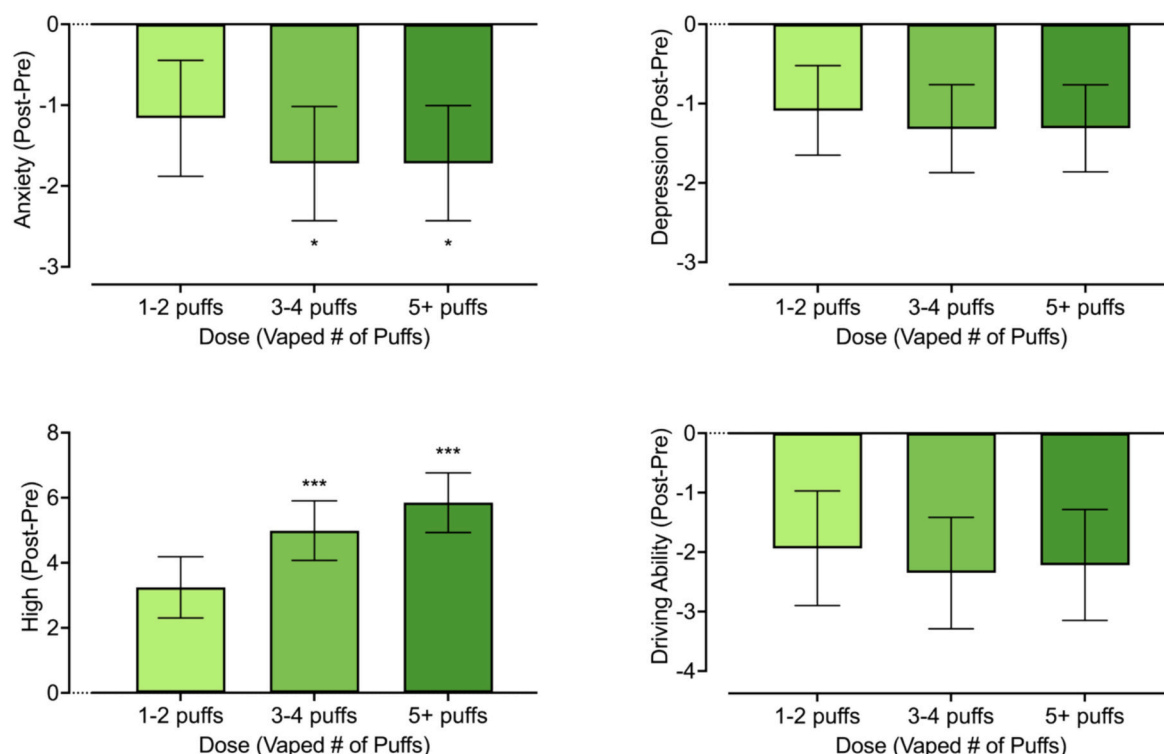 Anxiety (Post-Pre)
0
-1
-2
-3
*
*
1-2 puffs 3-4 puffs 5+ puffs
Dose (Vaped # of Puffs)
Depression (Post-Pre)
0
-1
-2
-3
1-2 puffs 3-4 puffs 5+ puffs
Dose (Vaped # of Puffs)
High (Post-Pre)
8
6
4
2
0
***
***
1-2 puffs 3-4 puffs 5+ puffs
Dose (Vaped # of Puffs)
Driving Ability (Post-Pre)
0
-1
-2
-3
-4
1-2 puffs 3-4 puffs 5+ puffs
Dose (Vaped # of Puffs)